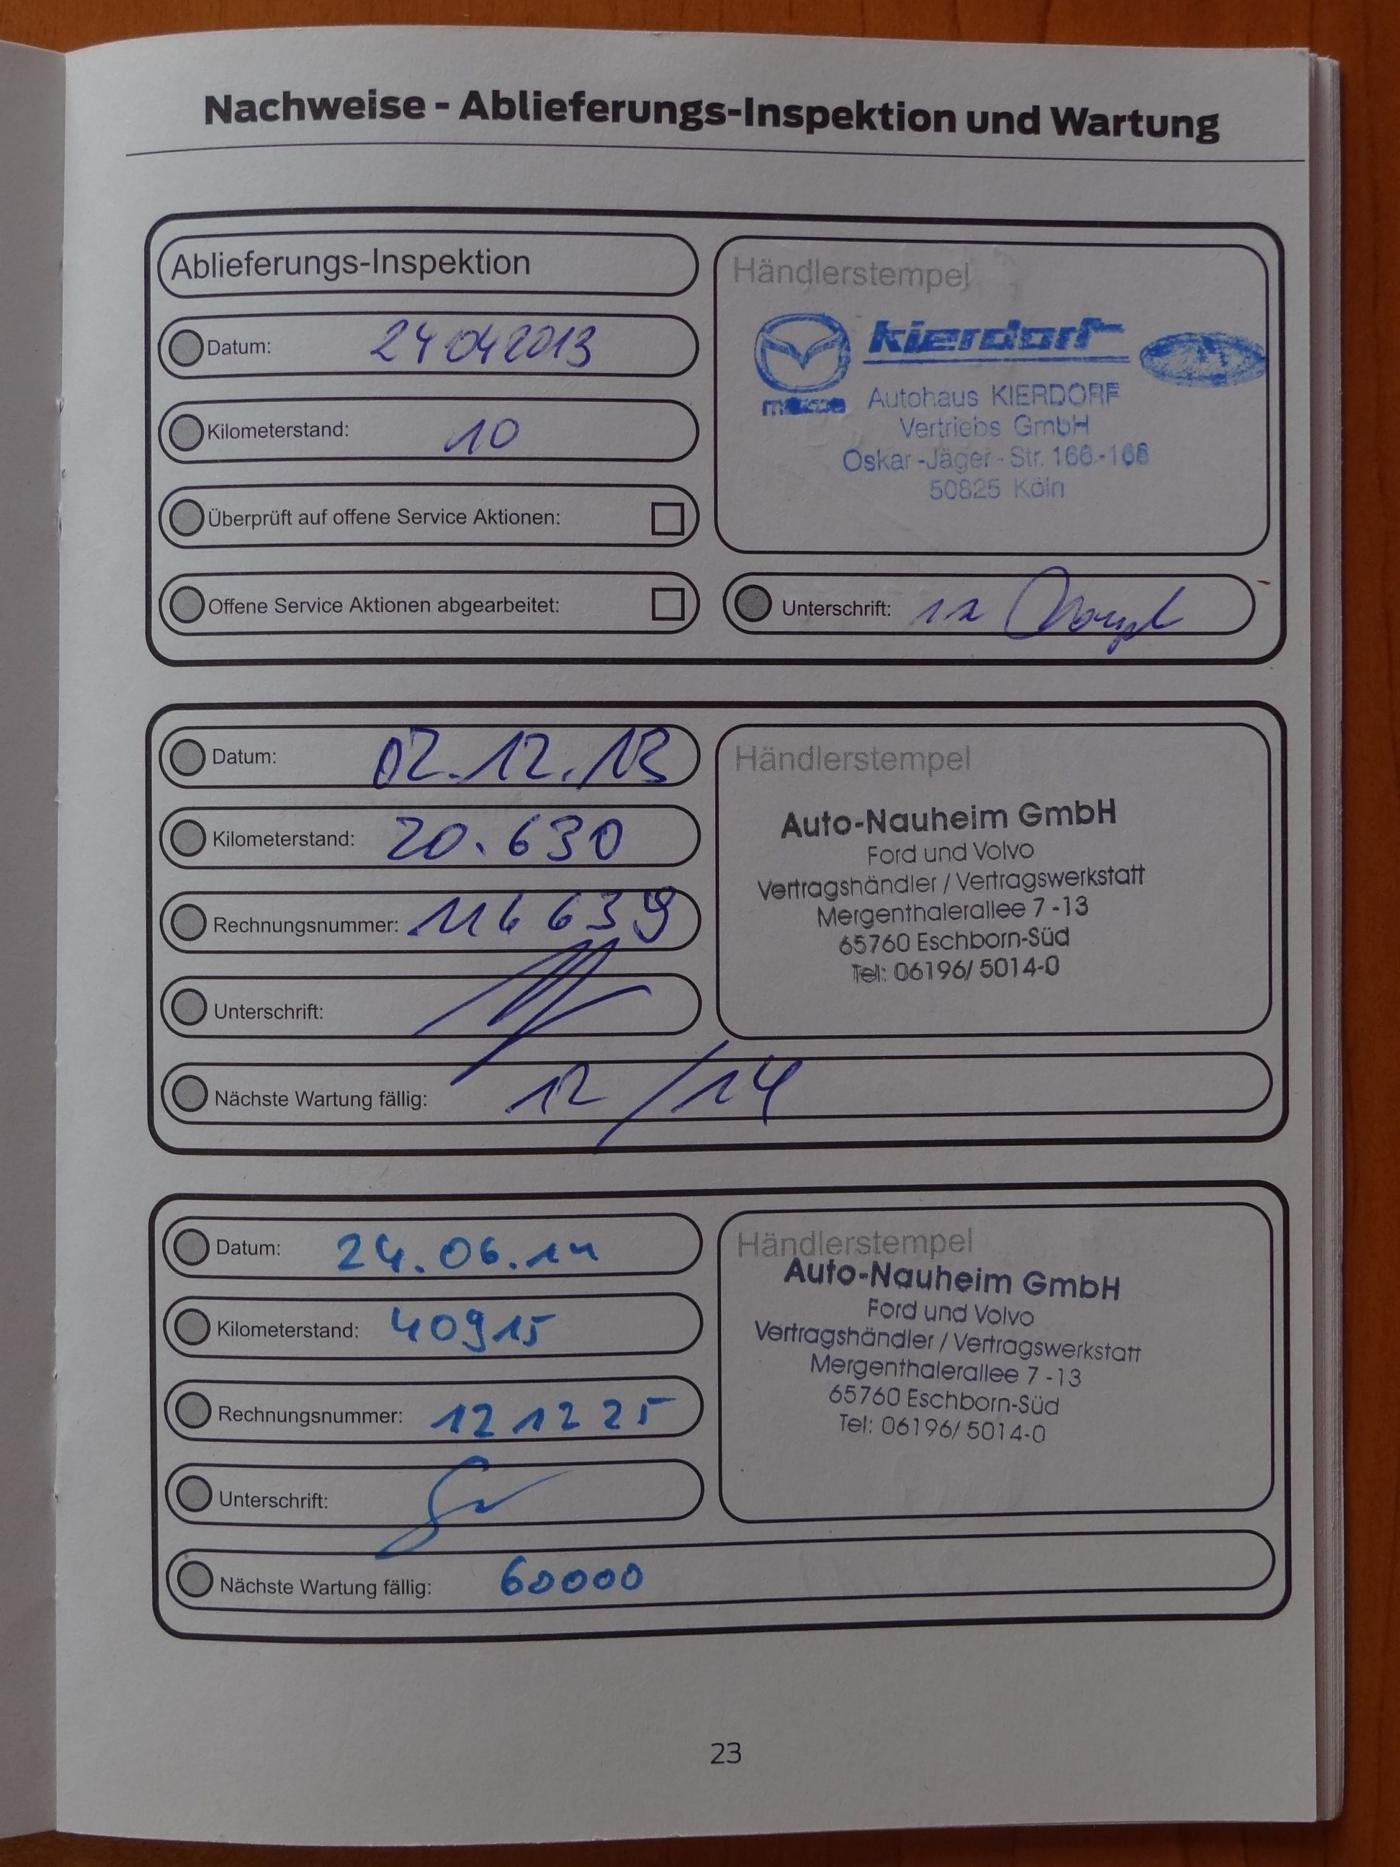 Nachweise - Ablieferungs-Inspektion und Wartung
Ablieferungs-Inspektion
Datum: 24 04 2013
Kilometerstand: 10
Überprüft auf offene Service Aktionen:
Offene Service Aktionen abgearbeitet:
Händlerstempel
mazda
Kierdorf
Autohaus KIERDORF
Vertriebs GmbH
Oskar-Jäger-Str. 166-168
50825 Köln
Unterschrift:
Datum: 02.12.13
Kilometerstand: 20.630
Rechnungsnummer: 116639
Unterschrift:
Nächste Wartung fällig: 12/14
Händlerstempel
Auto-Nauheim GmbH
Ford und Volvo
Vertragshändler / Vertragswerkstatt
Mergenthalerallee 7 -13
65760 Eschborn-Süd
Tel: 06196/ 5014-0
Datum: 24.06.14
Kilometerstand: 40915
Rechnungsnummer: 121225
Unterschrift:
Nächste Wartung fällig: 60000
Händlerstempel
Auto-Nauheim GmbH
Ford und Volvo
Vertragshändler / Vertragswerkstatt
Mergenthalerallee 7 -13
65760 Eschborn-Süd
Tel: 06196/ 5014-0
23